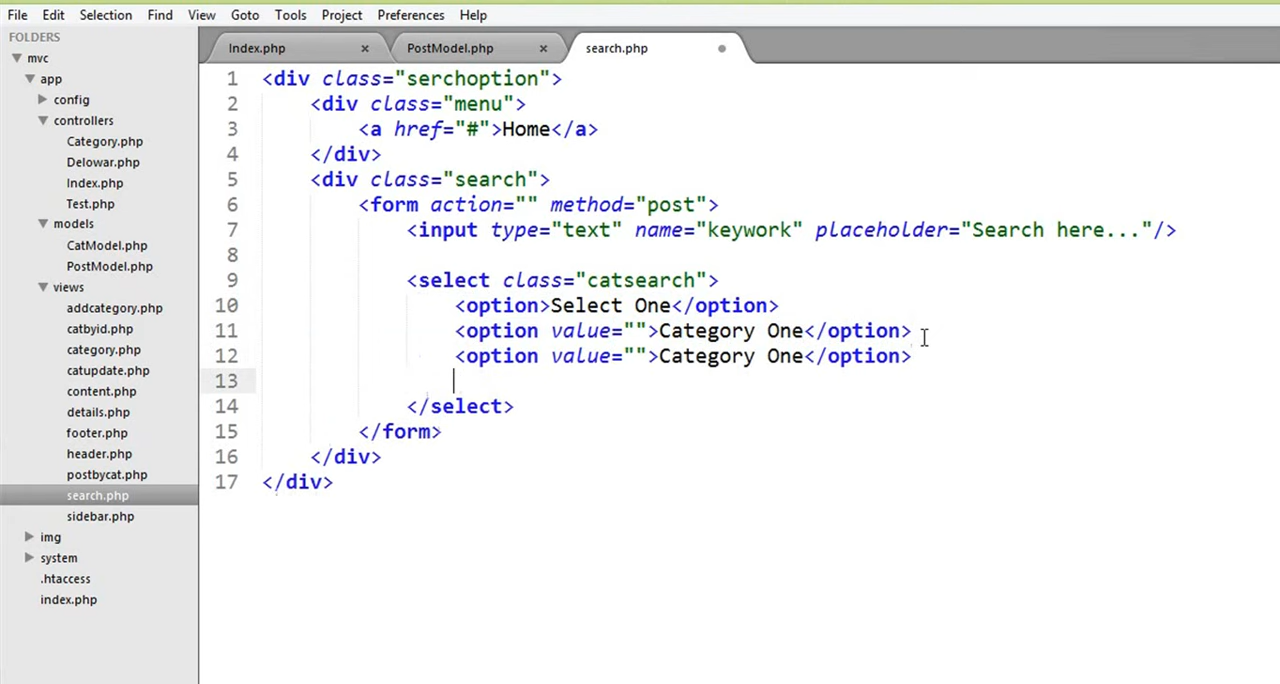 File Edit Selection Find View Goto Tools Project Preferences Help
FOLDERS
mvc
app
config
controllers
Category.php
Delowar.php
Index.php
Test.php
models
CatModel.php
PostModel.php
views
addcategory.php
catbyid.php
category.php
catupdate.php
content.php
details.php
footer.php
header.php
postbycat.php
search.php
sidebar.php
img
system
.htaccess
index.php
Index.php × PostModel.php × search.php
1 <div class="serchoption">
2 <div class="menu">
3 <a href="#">Home</a>
4 </div>
5 <div class="search">
6 <form action="" method="post">
7 <input type="text" name="keywork" placeholder="Search here..."/>
8
9 <select class="catsearch">
10 <option>Select One</option>
11 <option value="">Category One</option>
12 <option value="">Category One</option>
13
14 </select>
15 </form>
16 </div>
17 </div>